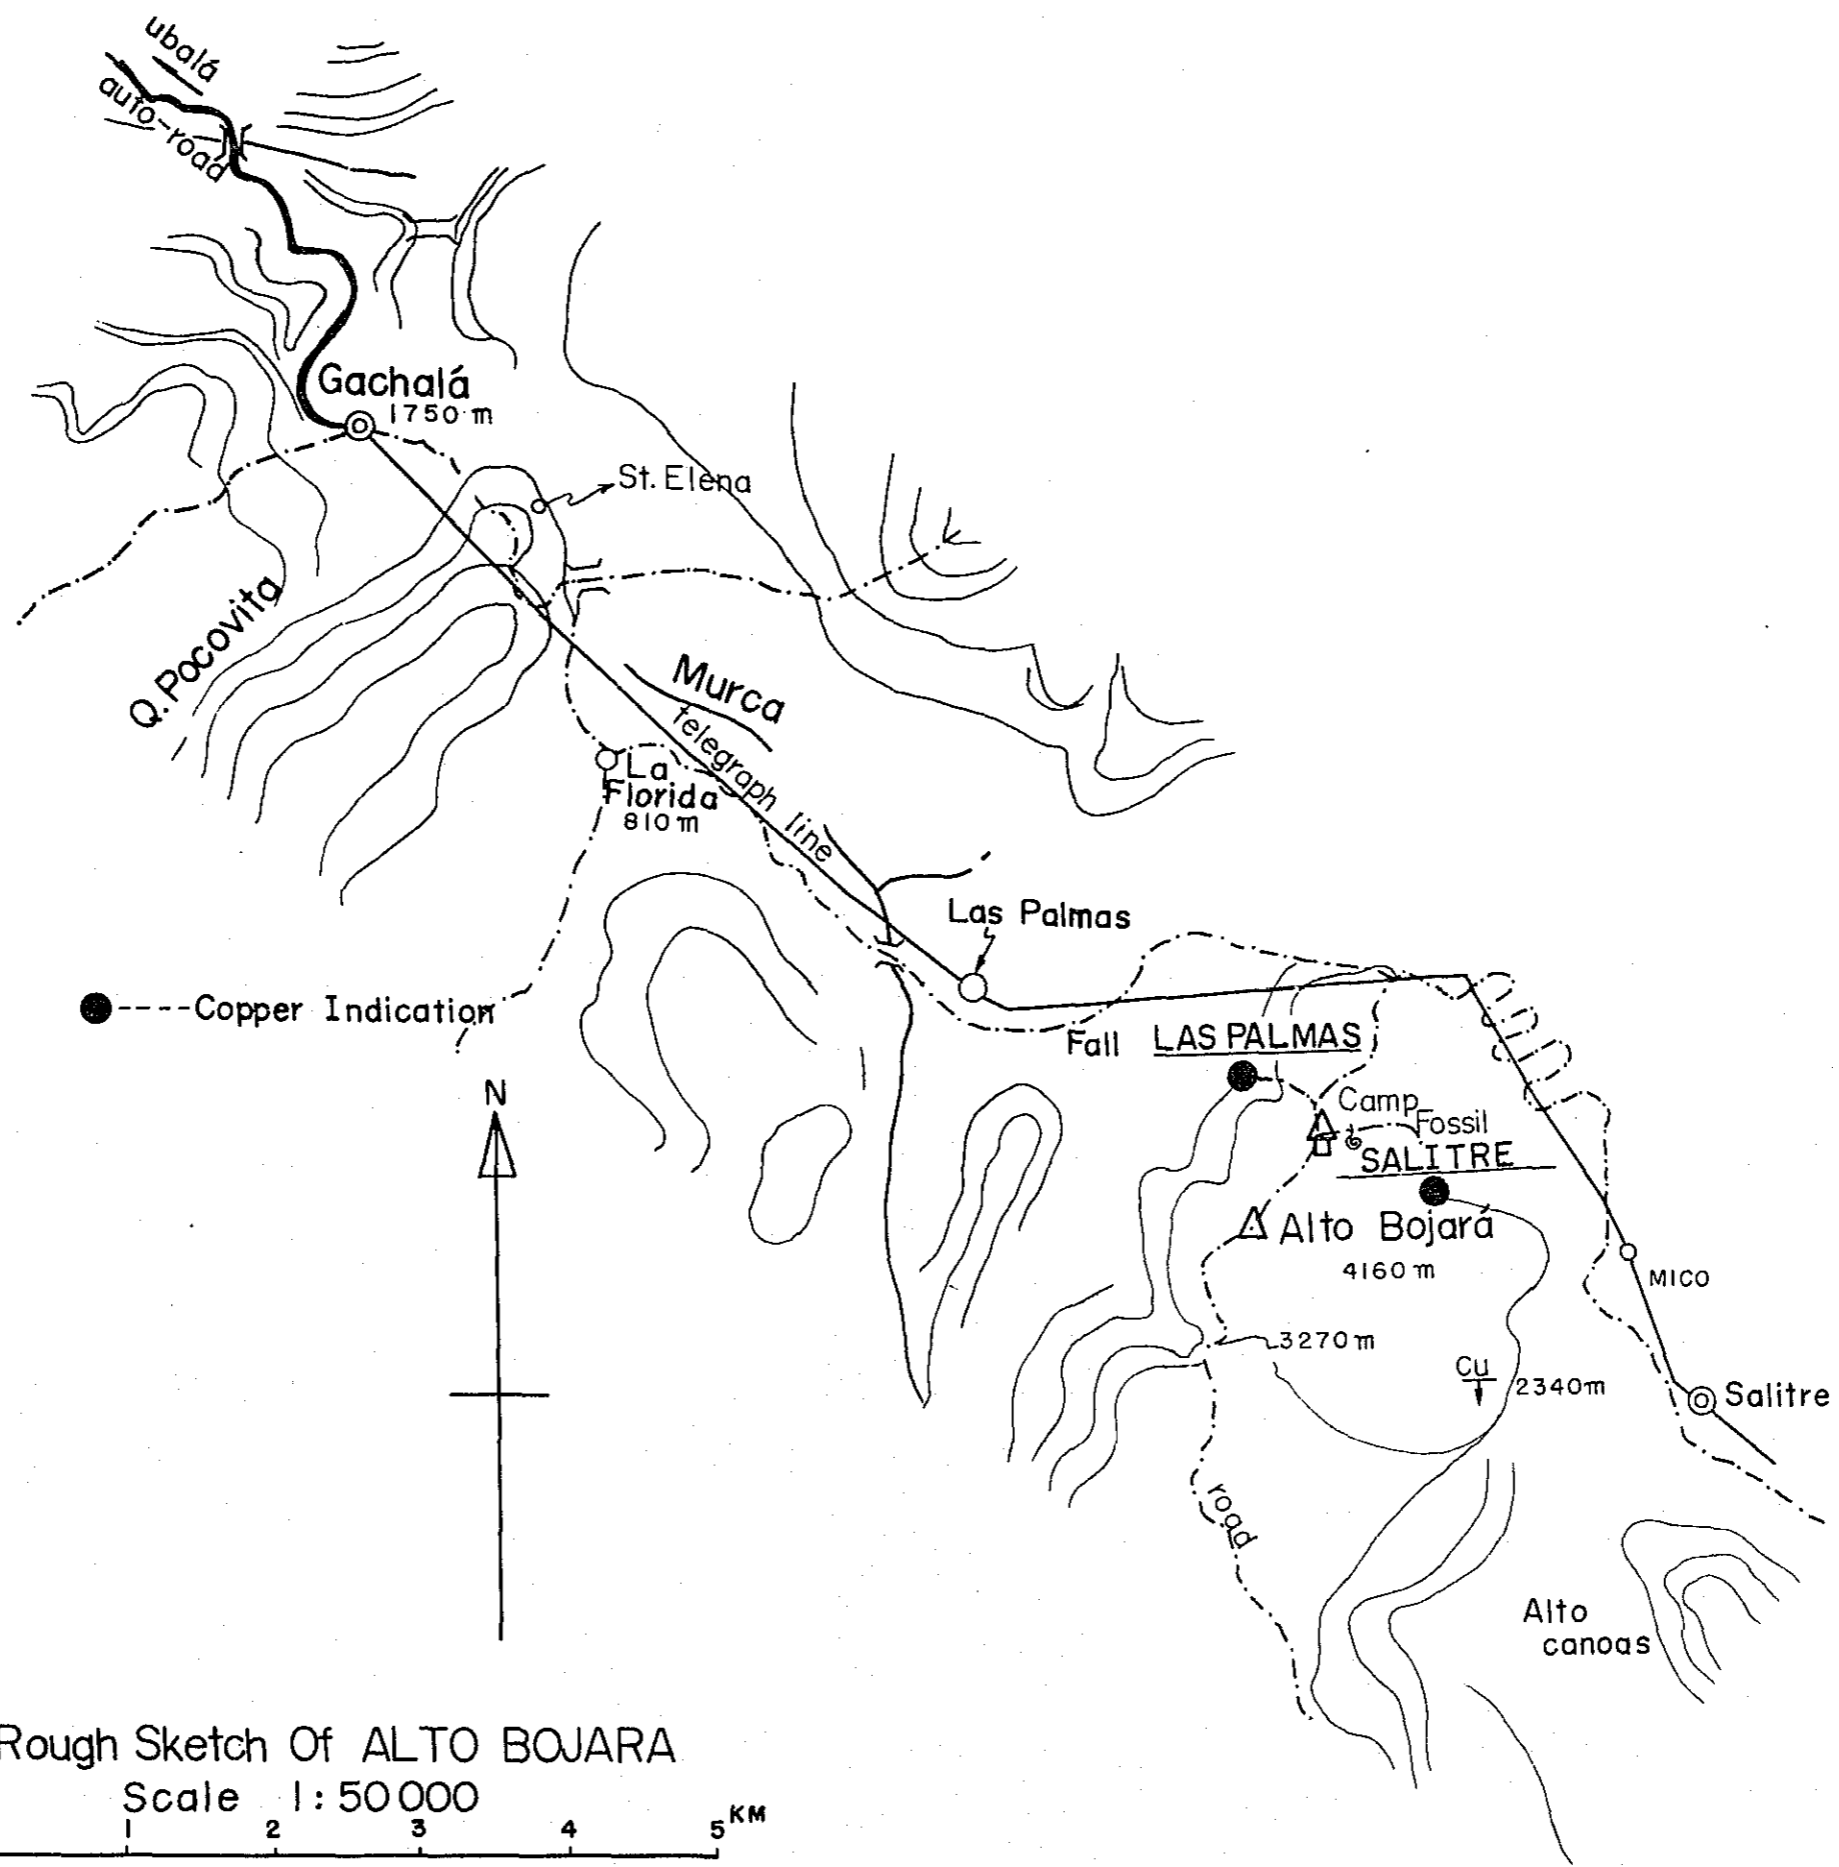 ubalá
auto-road
Gachalá
1750 m
St. Elena
Q. Pocovita
Murca
telegraph line
La
Florida
810 m
Las Palmas
Copper Indication
Fall
LAS PALMAS
Camp
Fossil
SALITRE
N
Alto Bojará
4160 m
MICO
3270 m
Cu
2340m
Salitre
road
Alto
canoas
Rough Sketch Of ALTO BOJARA
Scale 1:50000
1 2 3 4 5 KM